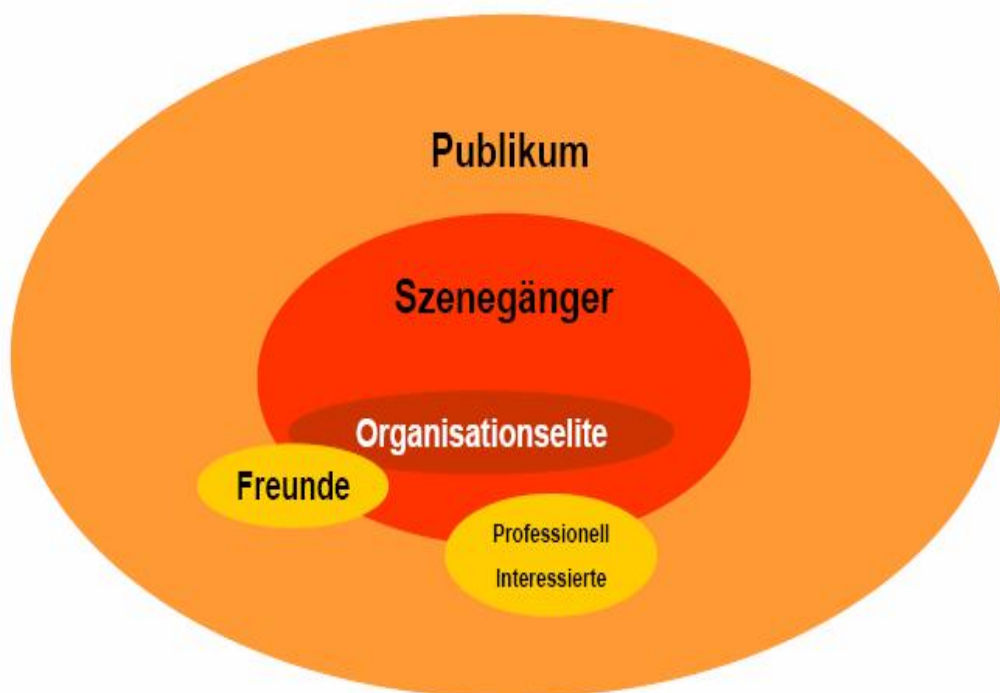 Publikum
Szenegänger
Organisationselite
Freunde
Professionell
Interessierte